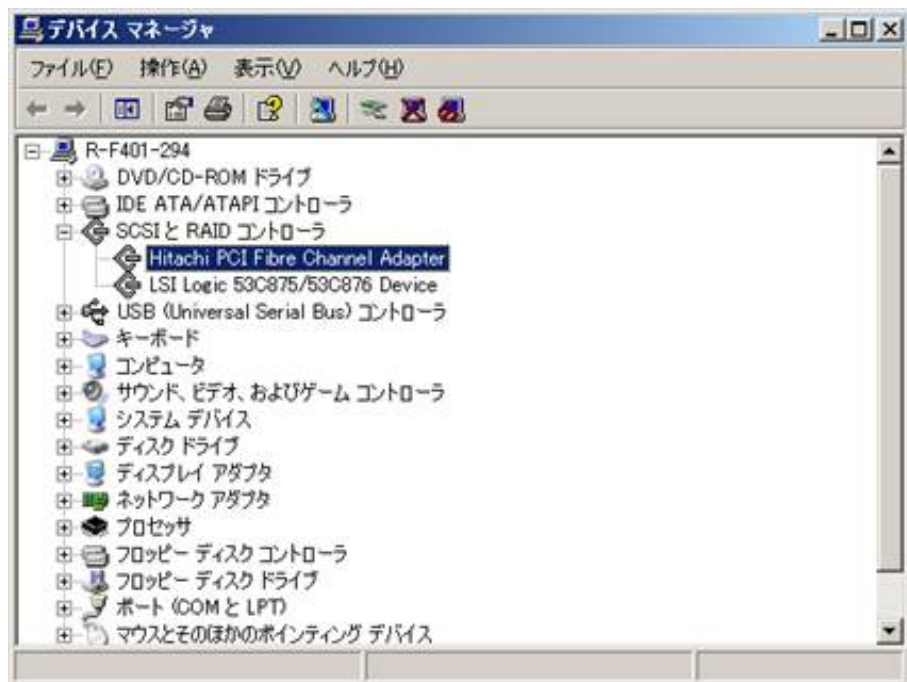 デバイス マネージャ
ファイル(F) 操作(A) 表示(V) ヘルプ(H)
R-F401-294
DVD/CD-ROM ドライブ
IDE ATA/ATAPI コントローラ
SCSI と RAID コントローラ
Hitachi PCI Fibre Channel Adapter
LSI Logic 53C875/53C876 Device
USB (Universal Serial Bus) コントローラ
キーボード
コンピュータ
サウンド、ビデオ、およびゲーム コントローラ
システム デバイス
ディスク ドライブ
ディスプレイ アダプタ
ネットワーク アダプタ
プロセッサ
フロッピー ディスク コントローラ
フロッピー ディスク ドライブ
ポート (COM と LPT)
マウスとそのほかのポインティング デバイス